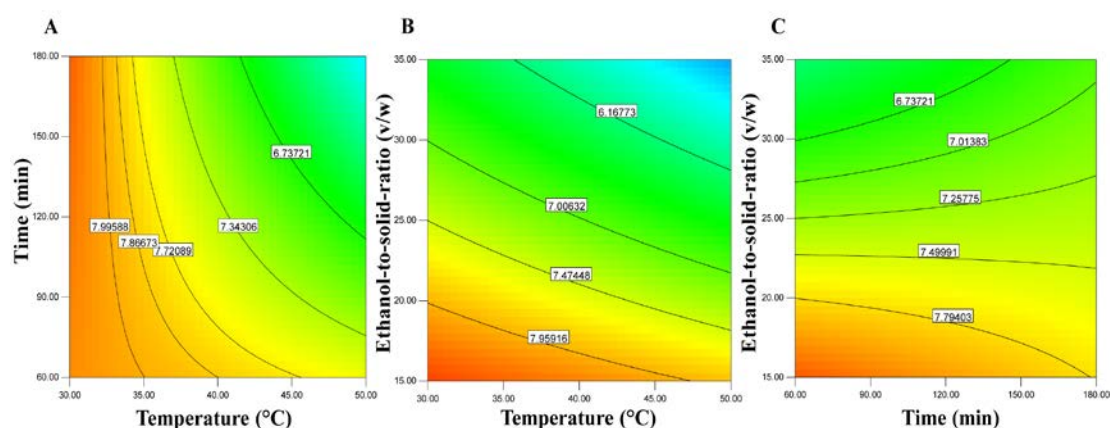 A
B
C
Time (min)
180.00
150.00
120.00
90.00
60.00
7.99588
7.86673
7.72089
7.34306
6.73721
30.00 35.00 40.00 45.00 50.00
Temperature (°C)
Ethanol-to-solid-ratio (v/w)
35.00
30.00
25.00
20.00
15.00
6.16773
7.00632
7.47448
7.95916
30.00 35.00 40.00 45.00 50.00
Temperature (°C)
Ethanol-to-solid-ratio (v/w)
35.00
30.00
25.00
20.00
15.00
6.73721
7.01383
7.25775
7.49991
7.79403
60.00 90.00 120.00 150.00 180.00
Time (min)